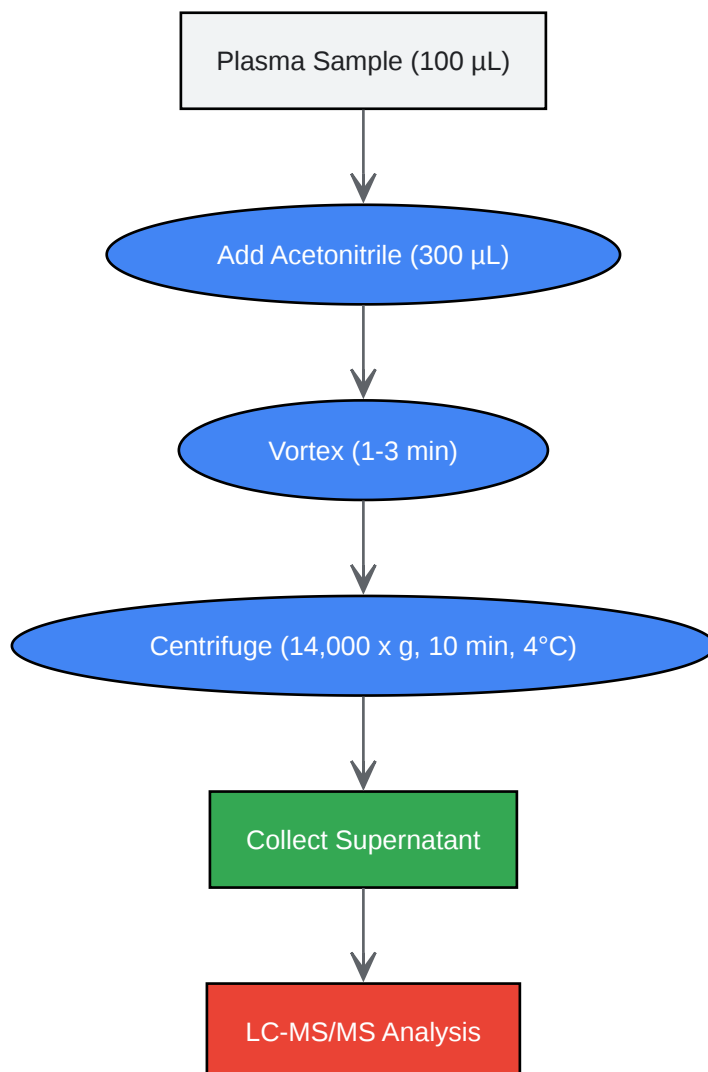 Plasma Sample (100 µL)
Add Acetonitrile (300 µL)
Vortex (1-3 min)
Centrifuge (14,000 x g, 10 min, 4°C)
Collect Supernatant
LC-MS/MS Analysis